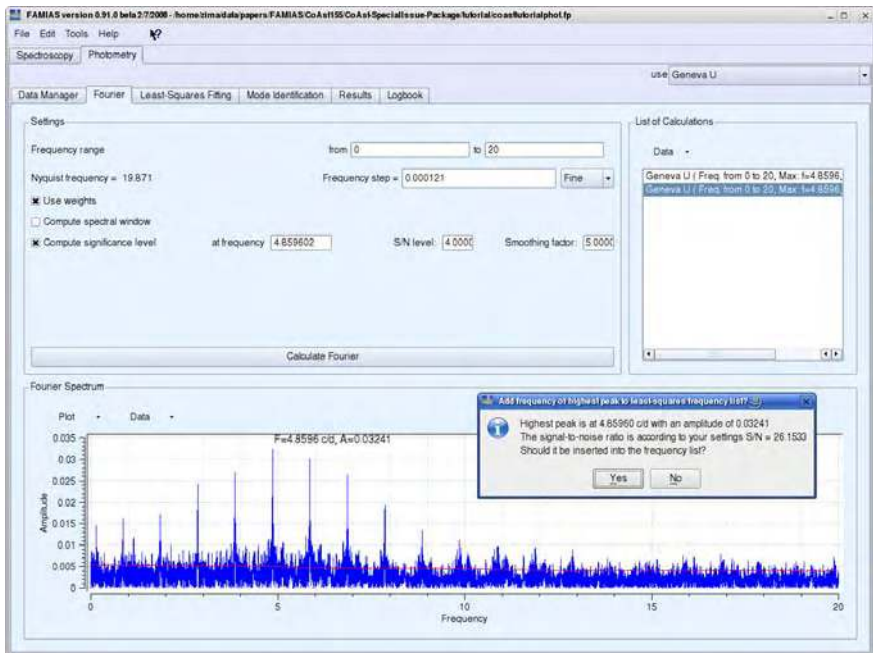 FAMIAS version 0.91.0 beta 2/7/2008 - /home/zima/data/papers/FAMIAS/CoAst155/CoAst-SpecialIssue-Package/tutorial/coasttutorialphot.fp
File Edit Tools Help
Spectroscopy Photometry
use Geneva U
Data Manager Fourier Least-Squares Fitting Mode Identification Results Logbook
Settings
Frequency range from 0 to 20
Nyquist frequency = 19.871 Frequency step = 0.000121 Fine
Use weights
Compute spectral window
Compute significance level at frequency 4.859602 S/N level: 4.0000 Smoothing factor: 5.0000
Calculate Fourier
List of Calculations
Data
Geneva U ( Freq. from 0 to 20, Max: f=4.8596,
Geneva U ( Freq. from 0 to 20, Max: f=4.8596,
Fourier Spectrum
Plot Data
Add frequency of highest peak to least-squares frequency list?
Highest peak is at 4.85960 c/d with an amplitude of 0.03241
The signal-to-noise ratio is according to your settings S/N = 26.1533
Should it be inserted into the frequency list?
Yes No
F=4.8596 c/d, A=0.03241
Amplitude
0.035
0.03
0.025
0.02
0.015
0.01
0.005
0
0 5 10 15 20
Frequency